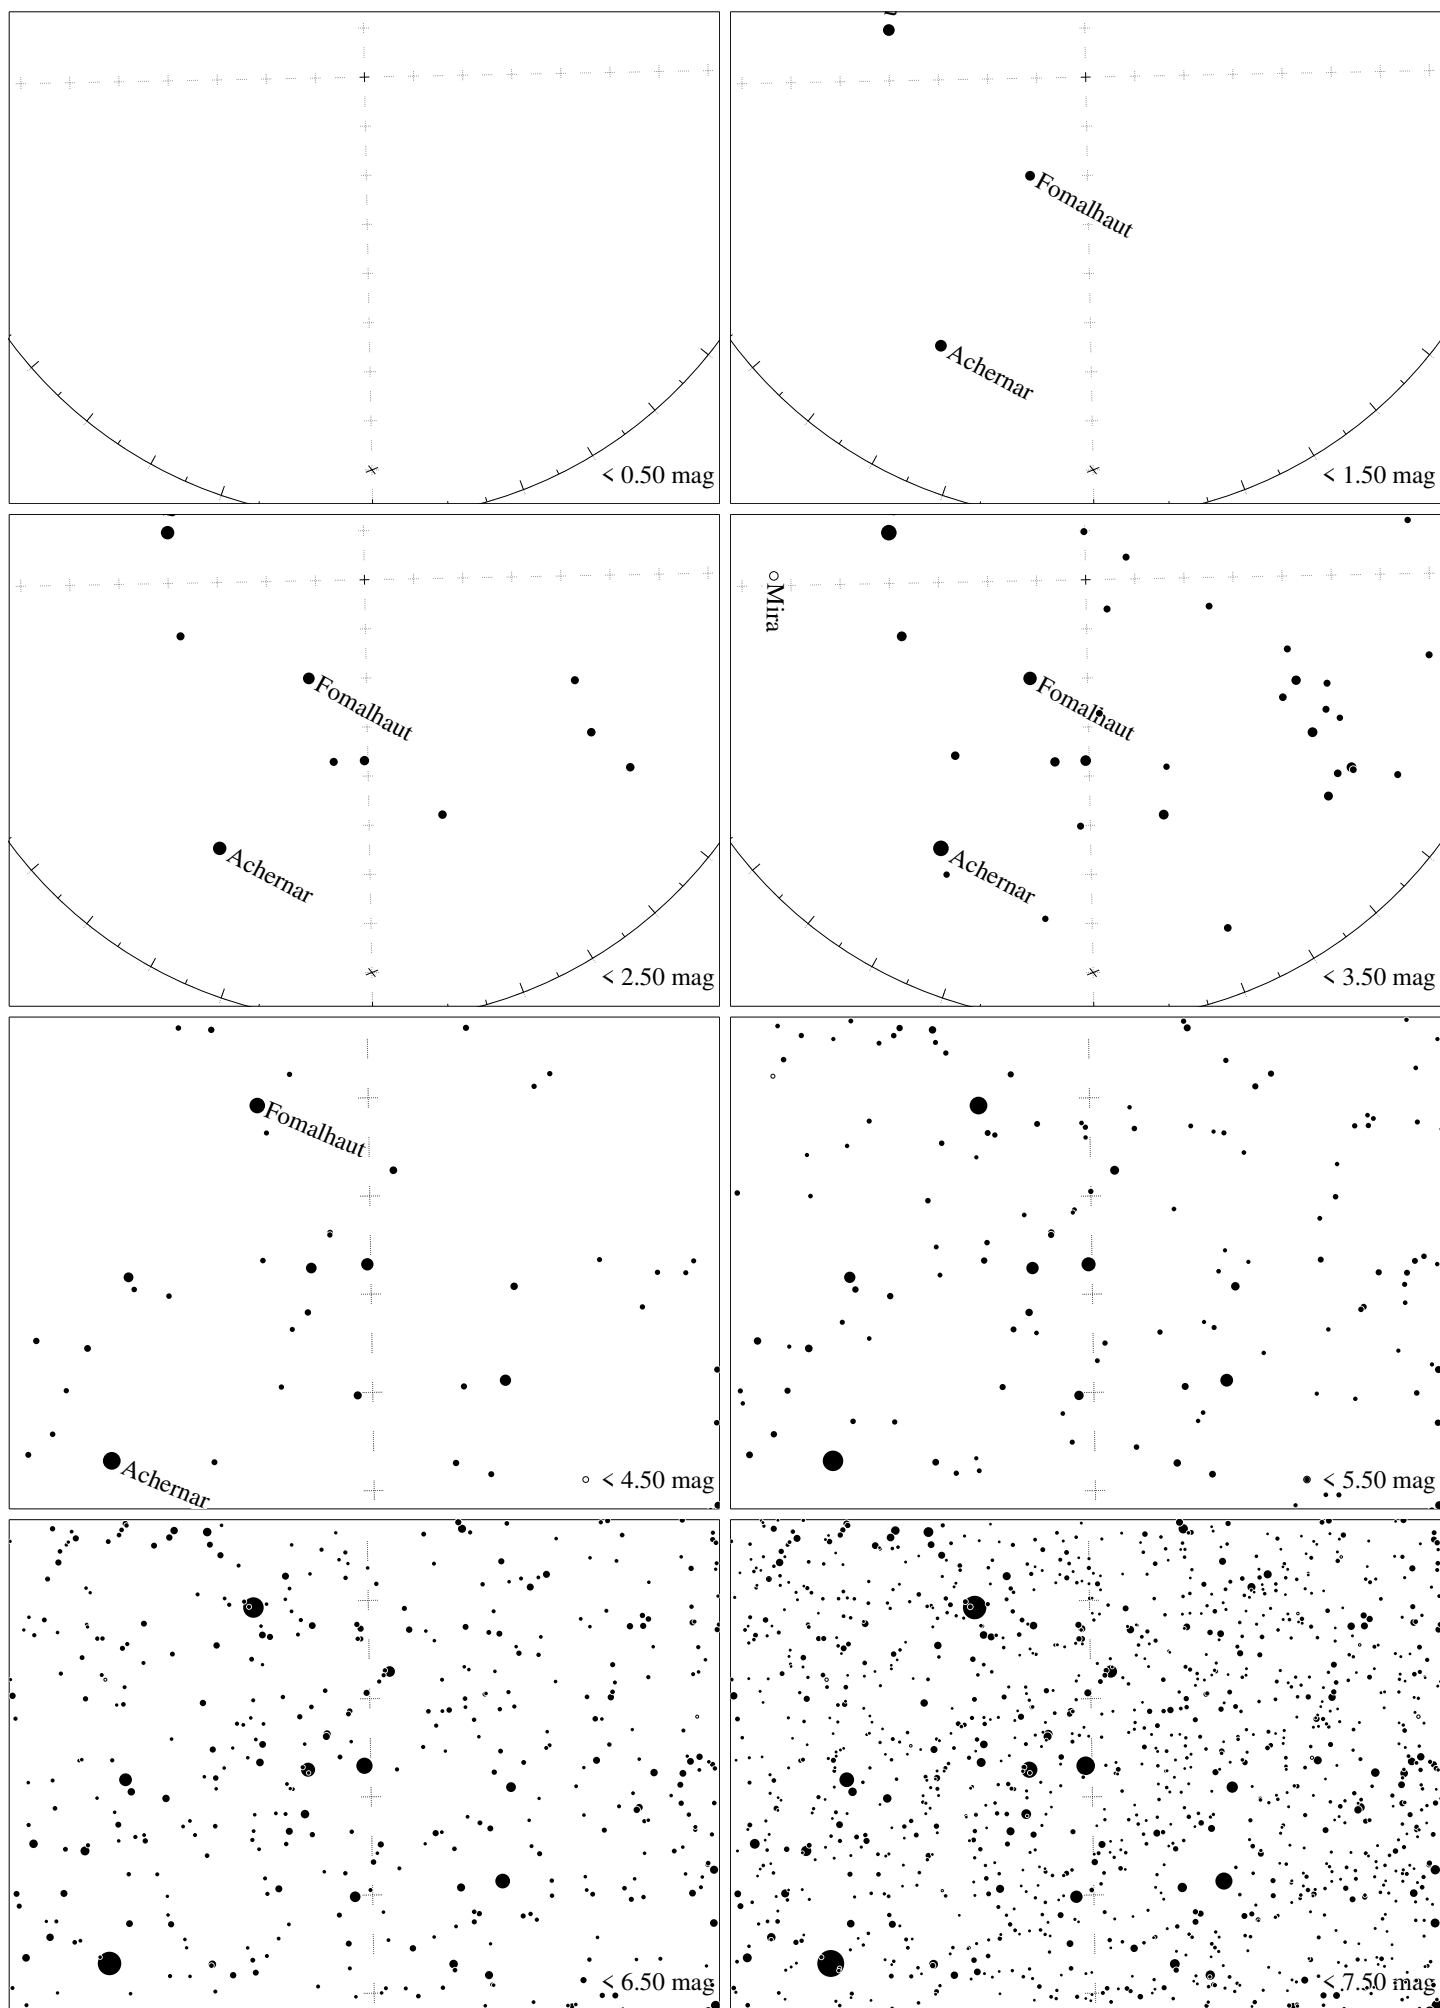 < 0.50 mag
Fomalhaut
Achernar
< 1.50 mag
Fomalhaut
Achernar
< 2.50 mag
Mira
Fomalhaut
Achernar
< 3.50 mag
Fomalhaut
Achernar
< 4.50 mag
< 5.50 mag
< 6.50 mag
< 7.50 mag